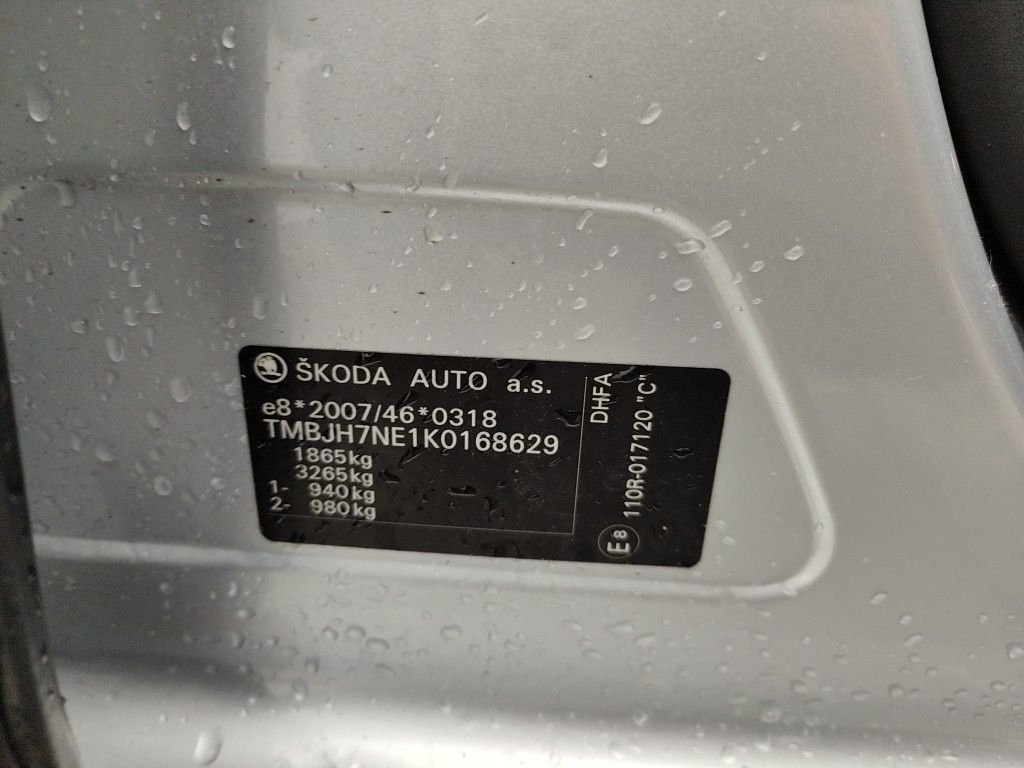 ŠKODA AUTO a.s.
e8*2007/46*0318
TMBJH7NE1K0168629
1865kg
3265kg
1- 940kg
2- 980kg
DHFA
E8 110R-017120 "C"